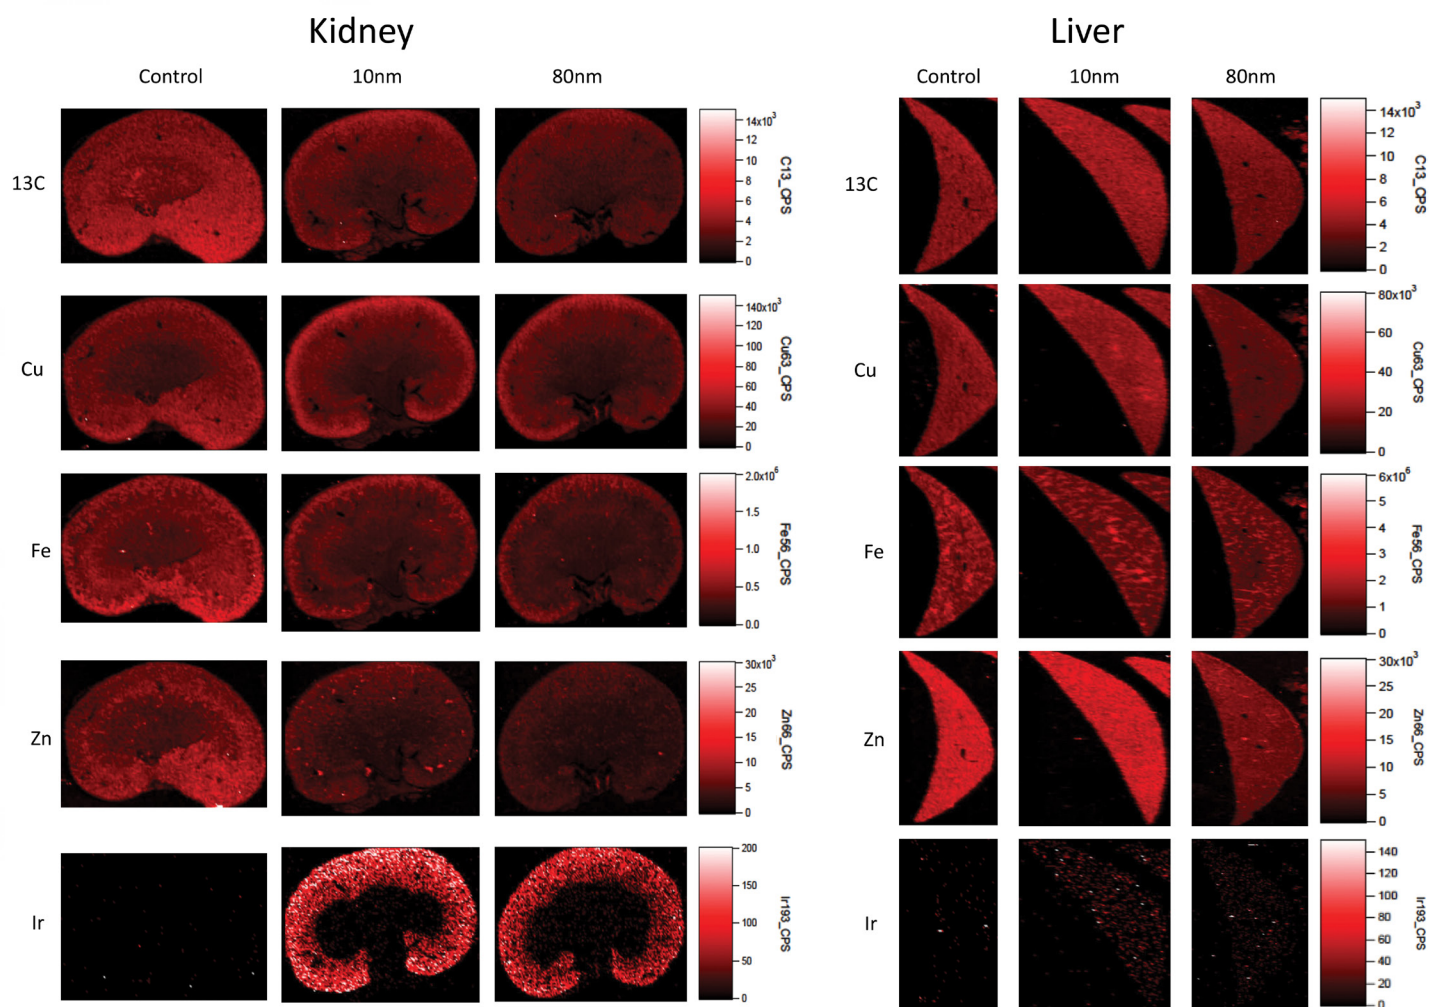 Kidney
Liver
Control 10nm 80nm
Control 10nm 80nm
13C
14x10³
12
10
8
6
4
2
0
C13_CPS
13C
14x10³
12
10
8
6
4
2
0
C13_CPS
Cu
140x10³
120
100
80
60
40
20
0
Cu63_CPS
Cu
80x10³
60
40
20
0
Cu63_CPS
Fe
2.0x10⁶
1.5
1.0
0.5
0.0
Fe56_CPS
Fe
6x10⁶
5
4
3
2
1
0
Fe56_CPS
Zn
30x10³
25
20
15
10
5
0
Zn66_CPS
Zn
30x10³
25
20
15
10
5
0
Zn66_CPS
Ir
200
150
100
50
0
Ir193_CPS
Ir
140
120
100
80
60
40
20
0
Ir193_CPS